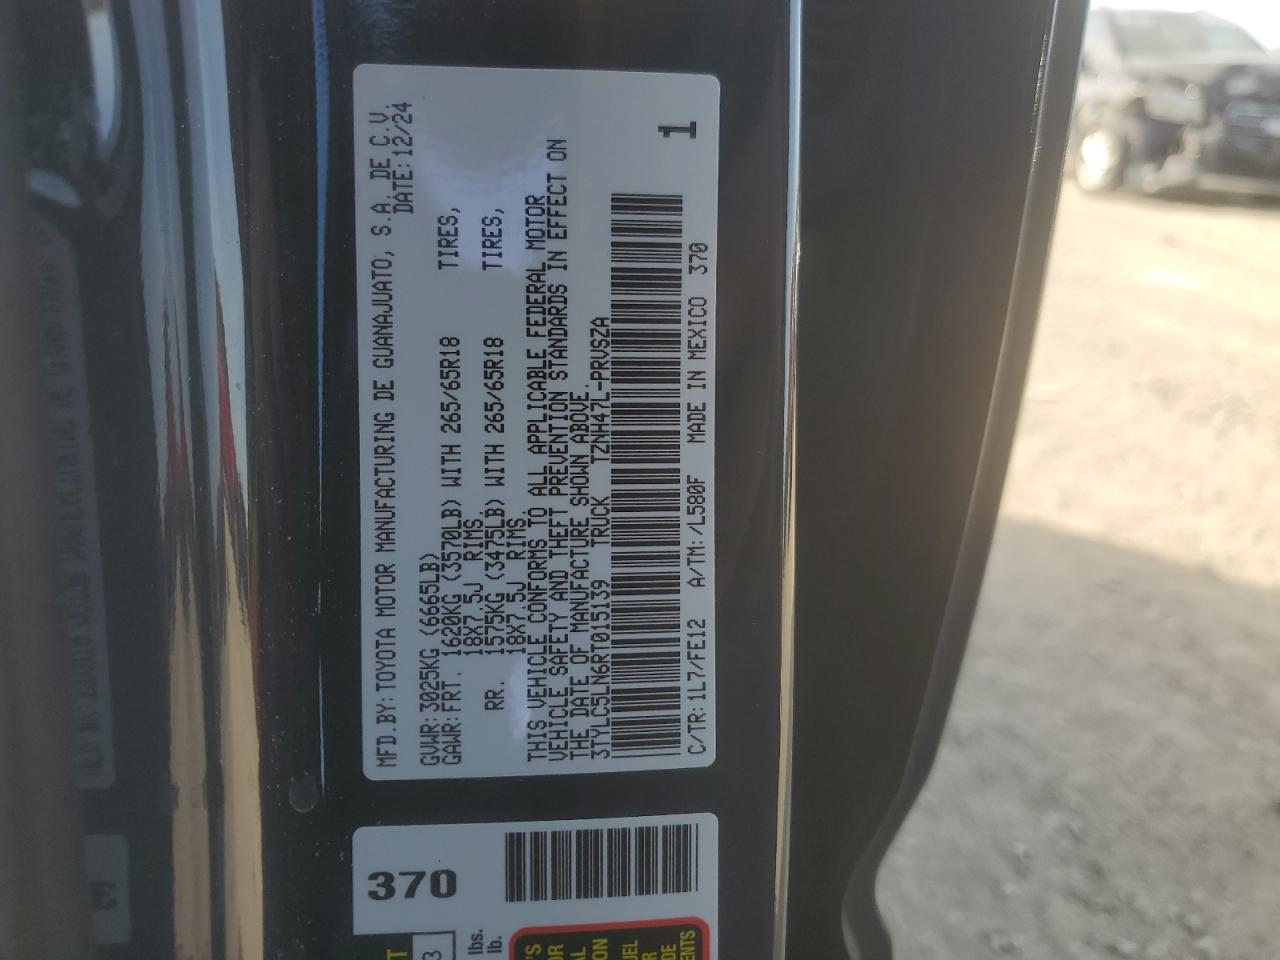 MFD.BY:TOYOTA MOTOR MANUFACTURING DE GUANAJUATO, S.A. DE C.V.
DATE:12/24
GVWR:3025KG (6665LB)
GAWR:FRT. 1620KG (3570LB) WITH 265/65R18 TIRES,
18X7.5J RIMS.
RR. 1575KG (3475LB) WITH 265/65R18 TIRES,
18X7.5J RIMS.
THIS VEHICLE CONFORMS TO ALL APPLICABLE FEDERAL MOTOR
VEHICLE SAFETY AND THEFT PREVENTION STANDARDS IN EFFECT ON
THE DATE OF MANUFACTURE SHOWN ABOVE.
3TYLC5LN6RT015139 TRUCK TZNH47L-PRVSZA
1
C/TR:1L7/FE12 A/TM:/L580F MADE IN MEXICO 370
370
3
lbs.
lb.